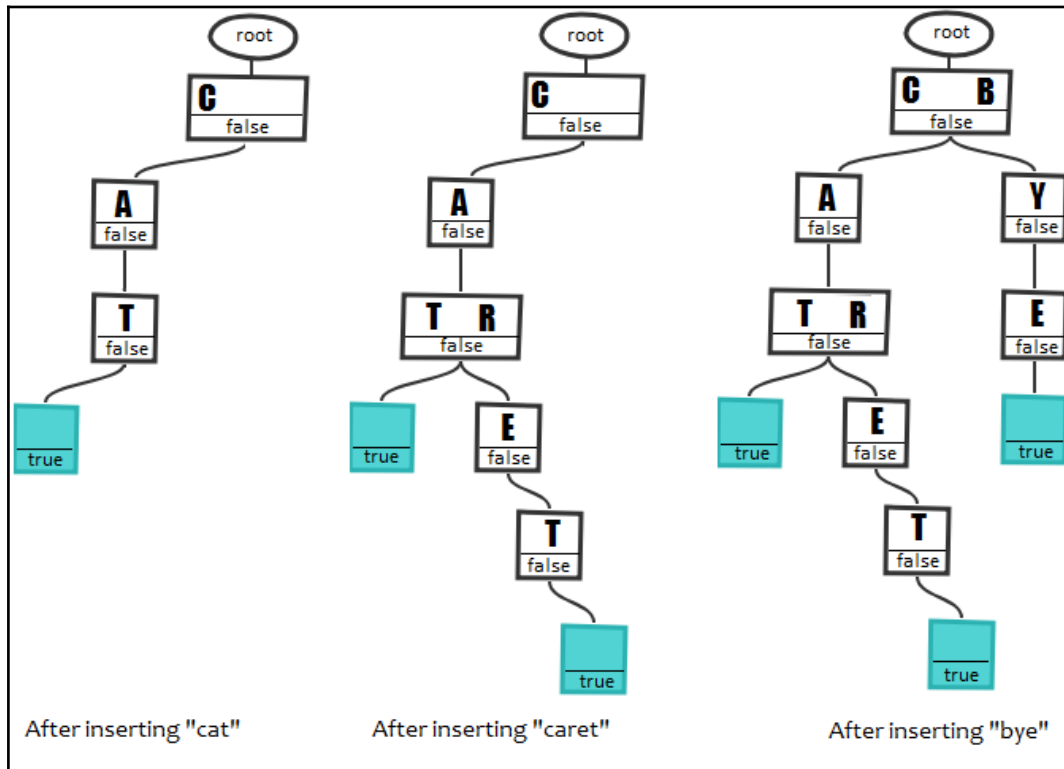 root
C
false
A
false
T
false
true
After inserting "cat"
root
C
false
A
false
T R
false
true
E
false
T
false
true
After inserting "caret"
root
C B
false
A
false
Y
false
T R
false
E
false
true
E
false
true
T
false
true
After inserting "bye"